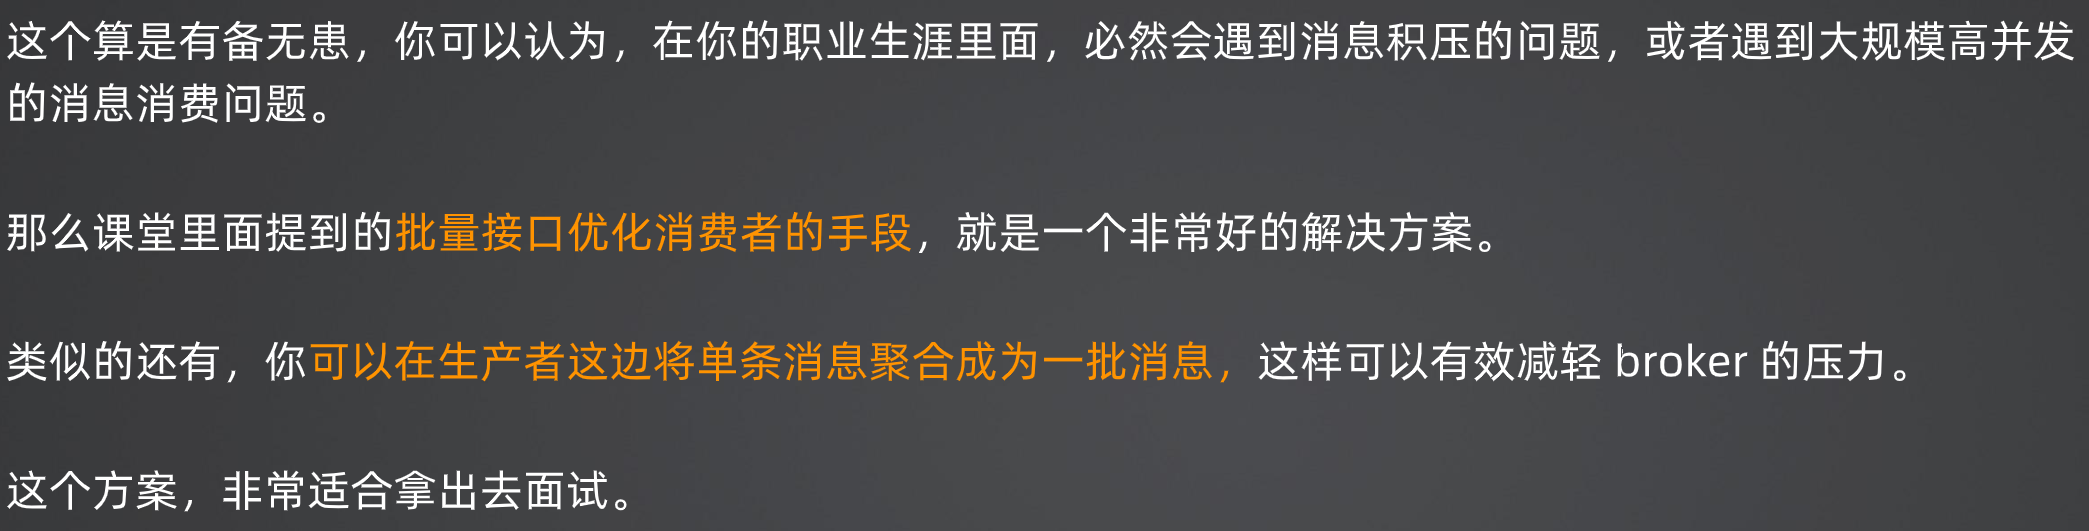 这个算是有备无患，你可以认为，在你的职业生涯里面，必然会遇到消息积压的问题，或者遇到大规模高并发
的消息消费问题。
那么课堂里面提到的批量接口优化消费者的手段，就是一个非常好的解决方案。
类似的还有，你可以在生产者这边将单条消息聚合成为一批消息，这样可以有效减轻 broker 的压力。
这个方案，非常适合拿出去面试。